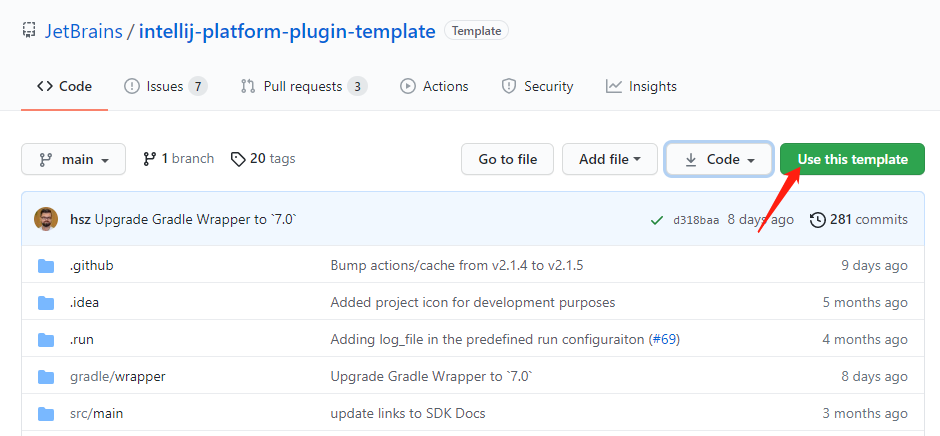 JetBrains / intellij-platform-plugin-template Template
Code Issues 7 Pull requests 3 Actions Security Insights
main 1 branch 20 tags Go to file Add file Code Use this template
hsz Upgrade Gradle Wrapper to `7.0` d318baa 8 days ago 281 commits
.github Bump actions/cache from v2.1.4 to v2.1.5 9 days ago
.idea Added project icon for development purposes 5 months ago
.run Adding log_file in the predefined run configuraiton (#69) 4 months ago
gradle/wrapper Upgrade Gradle Wrapper to `7.0` 8 days ago
src/main update links to SDK Docs 3 months ago